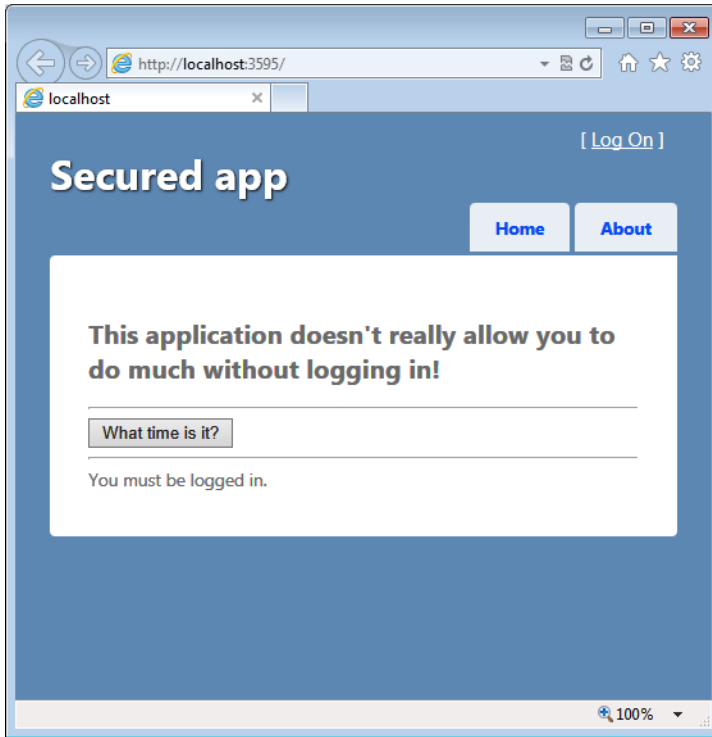 http://localhost:3595/
localhost
[ Log On ]
Secured app
Home
About
This application doesn't really allow you to
do much without logging in!
What time is it?
You must be logged in.
100%